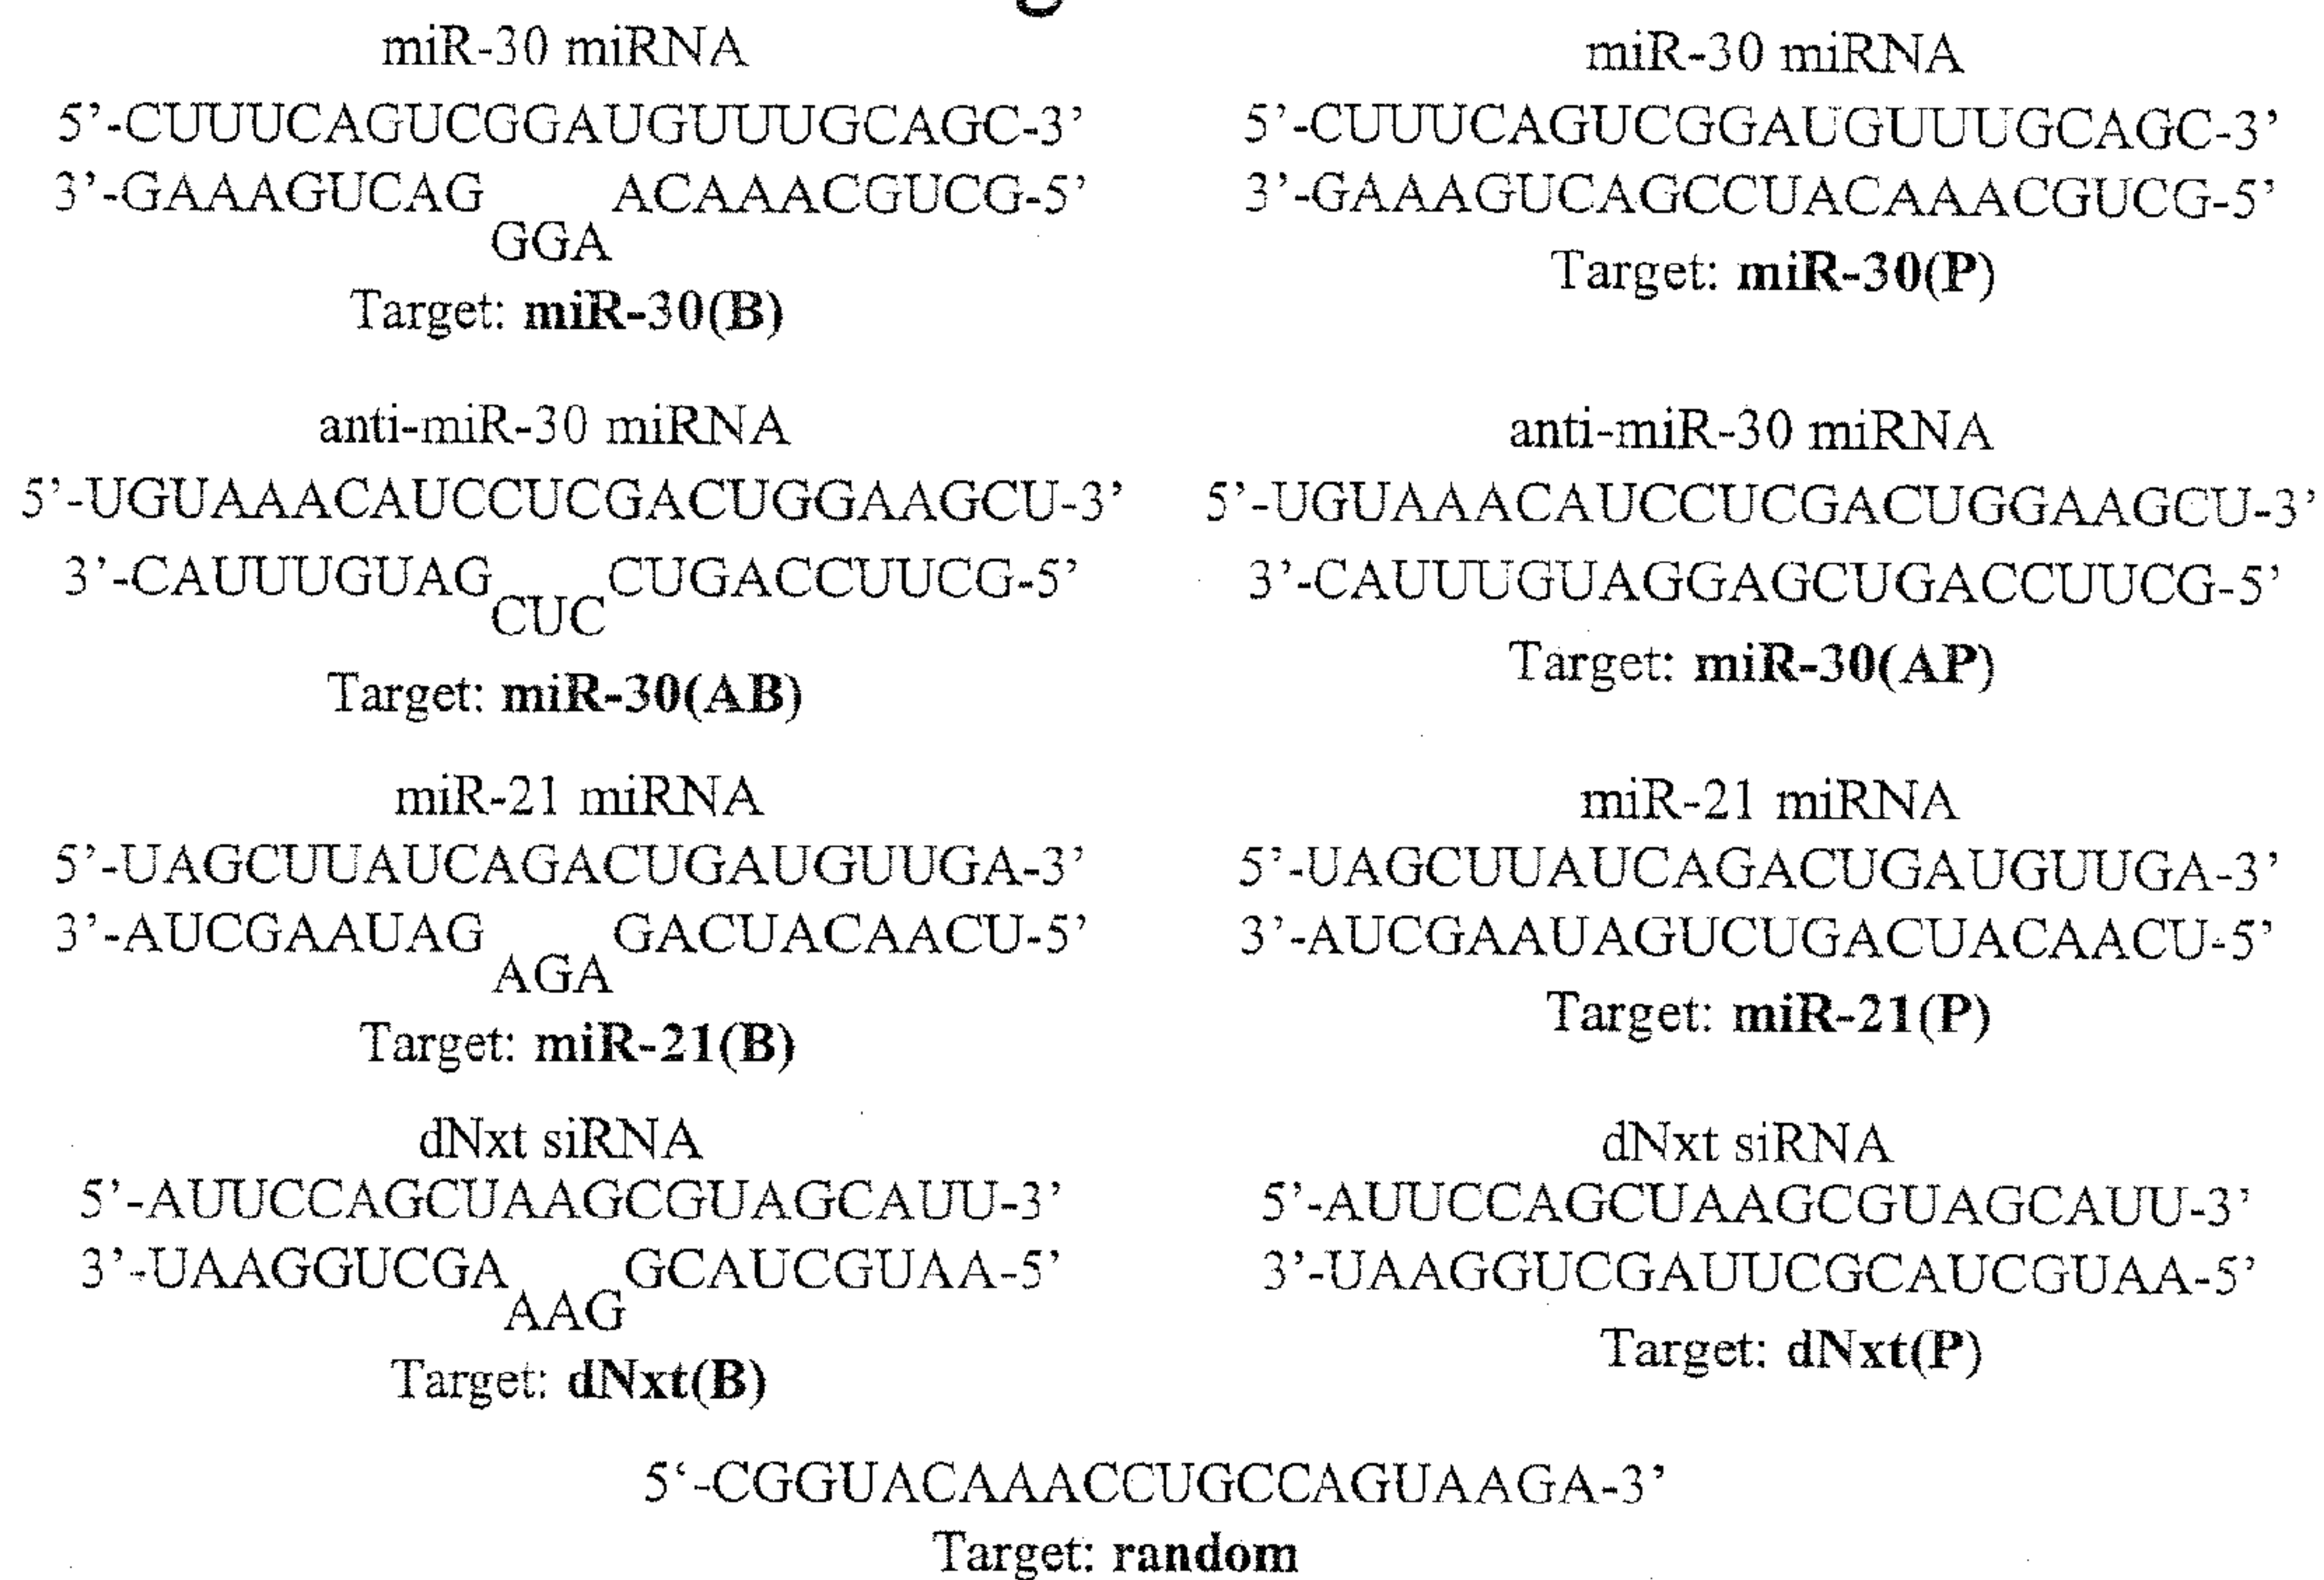 miR-30 miRNA
5’-CUUUCAGUCGGAUGUUUGCAGC-3’
3’-GAAAGUCAG GGA ACAAACGUCG-5’
Target: miR-30(B)
miR-30 miRNA
5’-CUUUCAGUCGGAUGUUUGCAGC-3’
3’-GAAAGUCAGCCUACAAACGUCG-5’
Target: miR-30(P)
anti-miR-30 miRNA
5’-UGUAAACAUCCUCGACUGGAAGCU-3’
3’-CAUUUGUAG CUC CUGACCUUCG-5’
Target: miR-30(AB)
anti-miR-30 miRNA
5’-UGUAAACAUCCUCGACUGGAAGCU-3’
3’-CAUUUGUAGGAGCUGACCUUCG-5’
Target: miR-30(AP)
miR-21 miRNA
5’-UAGCUUAUCAGACUGAUGUUGA-3’
3’-AUCGAAUAG AGA GACUACAACU-5’
Target: miR-21(B)
miR-21 miRNA
5’-UAGCUUAUCAGACUGAUGUUGA-3’
3’-AUCGAAUAGUCUGACUACAACU-5’
Target: miR-21(P)
dNxt siRNA
5’-AUUCCAGCUAAGCGUAGCAUU-3’
3’-UAAGGUCGA AAG GCAUCGUAA-5’
Target: dNxt(B)
dNxt siRNA
5’-AUUCCAGCUAAGCGUAGCAUU-3’
3’-UAAGGUCGAUUCGCAUCGUAA-5’
Target: dNxt(P)
5‘-CGGUACAAACCUGCCAGUAAGA-3’
Target: random